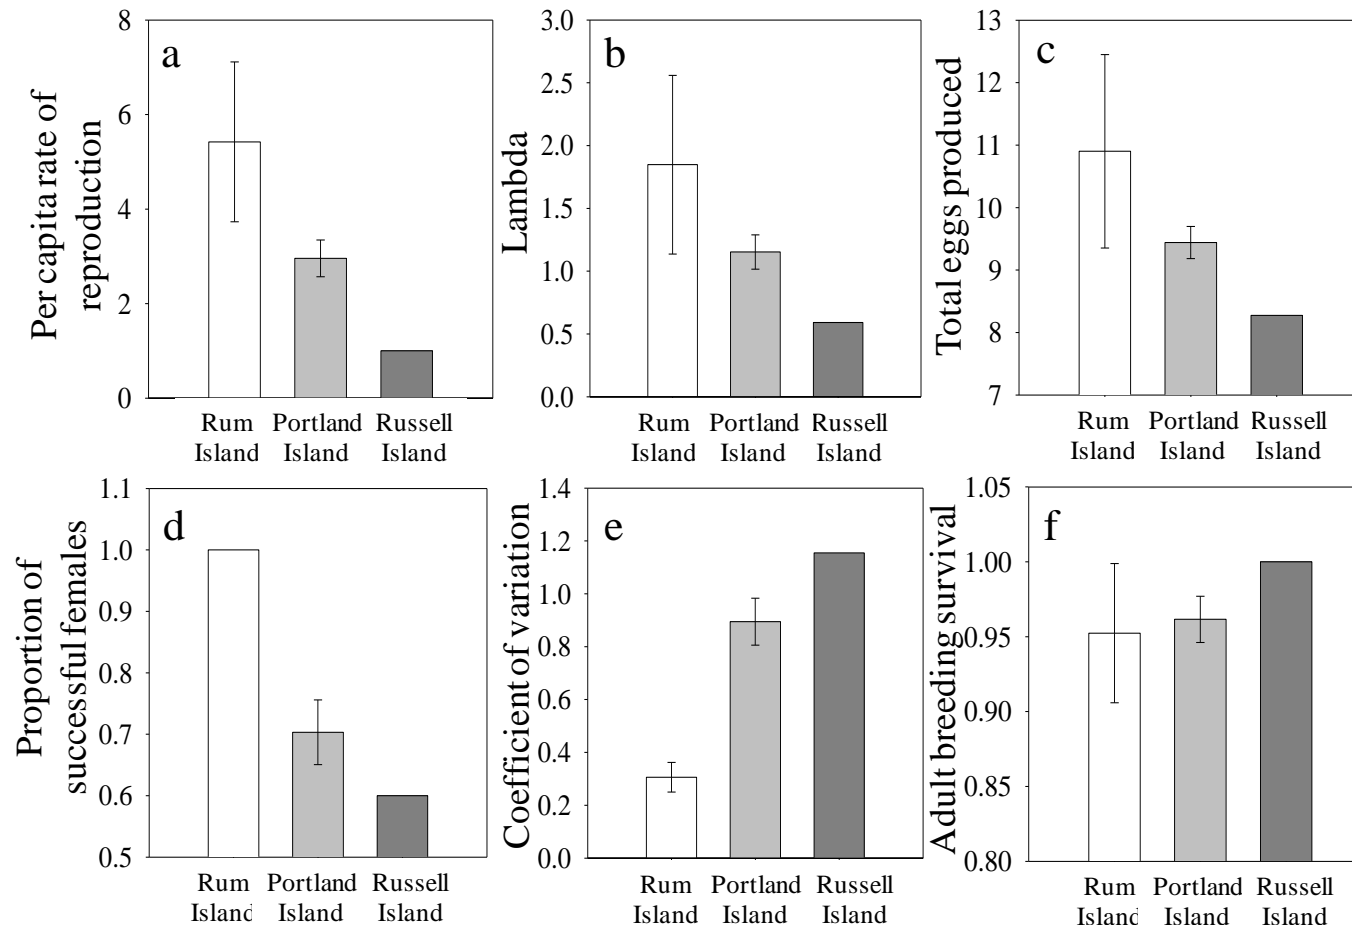 a
Per capita rate of
reproduction
8
6
4
2
0
Rum
Island
Portland
Island
Russell
Island
b
Lambda
3.0
2.5
2.0
1.5
1.0
0.5
0.0
Rum
Island
Portland
Island
Russell
Island
c
Total eggs produced
13
12
11
10
9
8
7
Rum
Island
Portland
Island
Russell
Island
d
Proportion of
successful females
1.1
1.0
0.9
0.8
0.7
0.6
0.5
Rum
Island
Portland
Island
Russell
Island
e
Coefficient of variation
1.4
1.2
1.0
0.8
0.6
0.4
0.2
0.0
Rum
Island
Portland
Island
Russell
Island
f
Adult breeding survival
1.05
1.00
0.95
0.90
0.85
0.80
Rum
Island
Portland
Island
Russell
Island